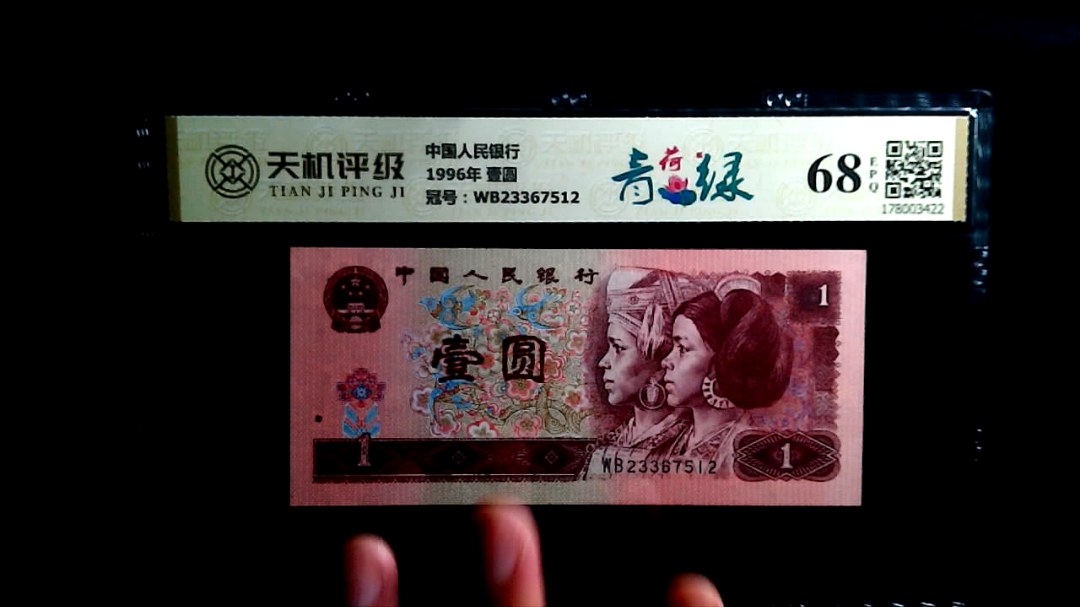 天机评级
TIAN JI PING JI
中国人民银行
1996年 壹圆
冠号：WB23367512
青荷绿
68
EPQ
178003422
中國人民银行
1
壹圆
1
WB23367512
1